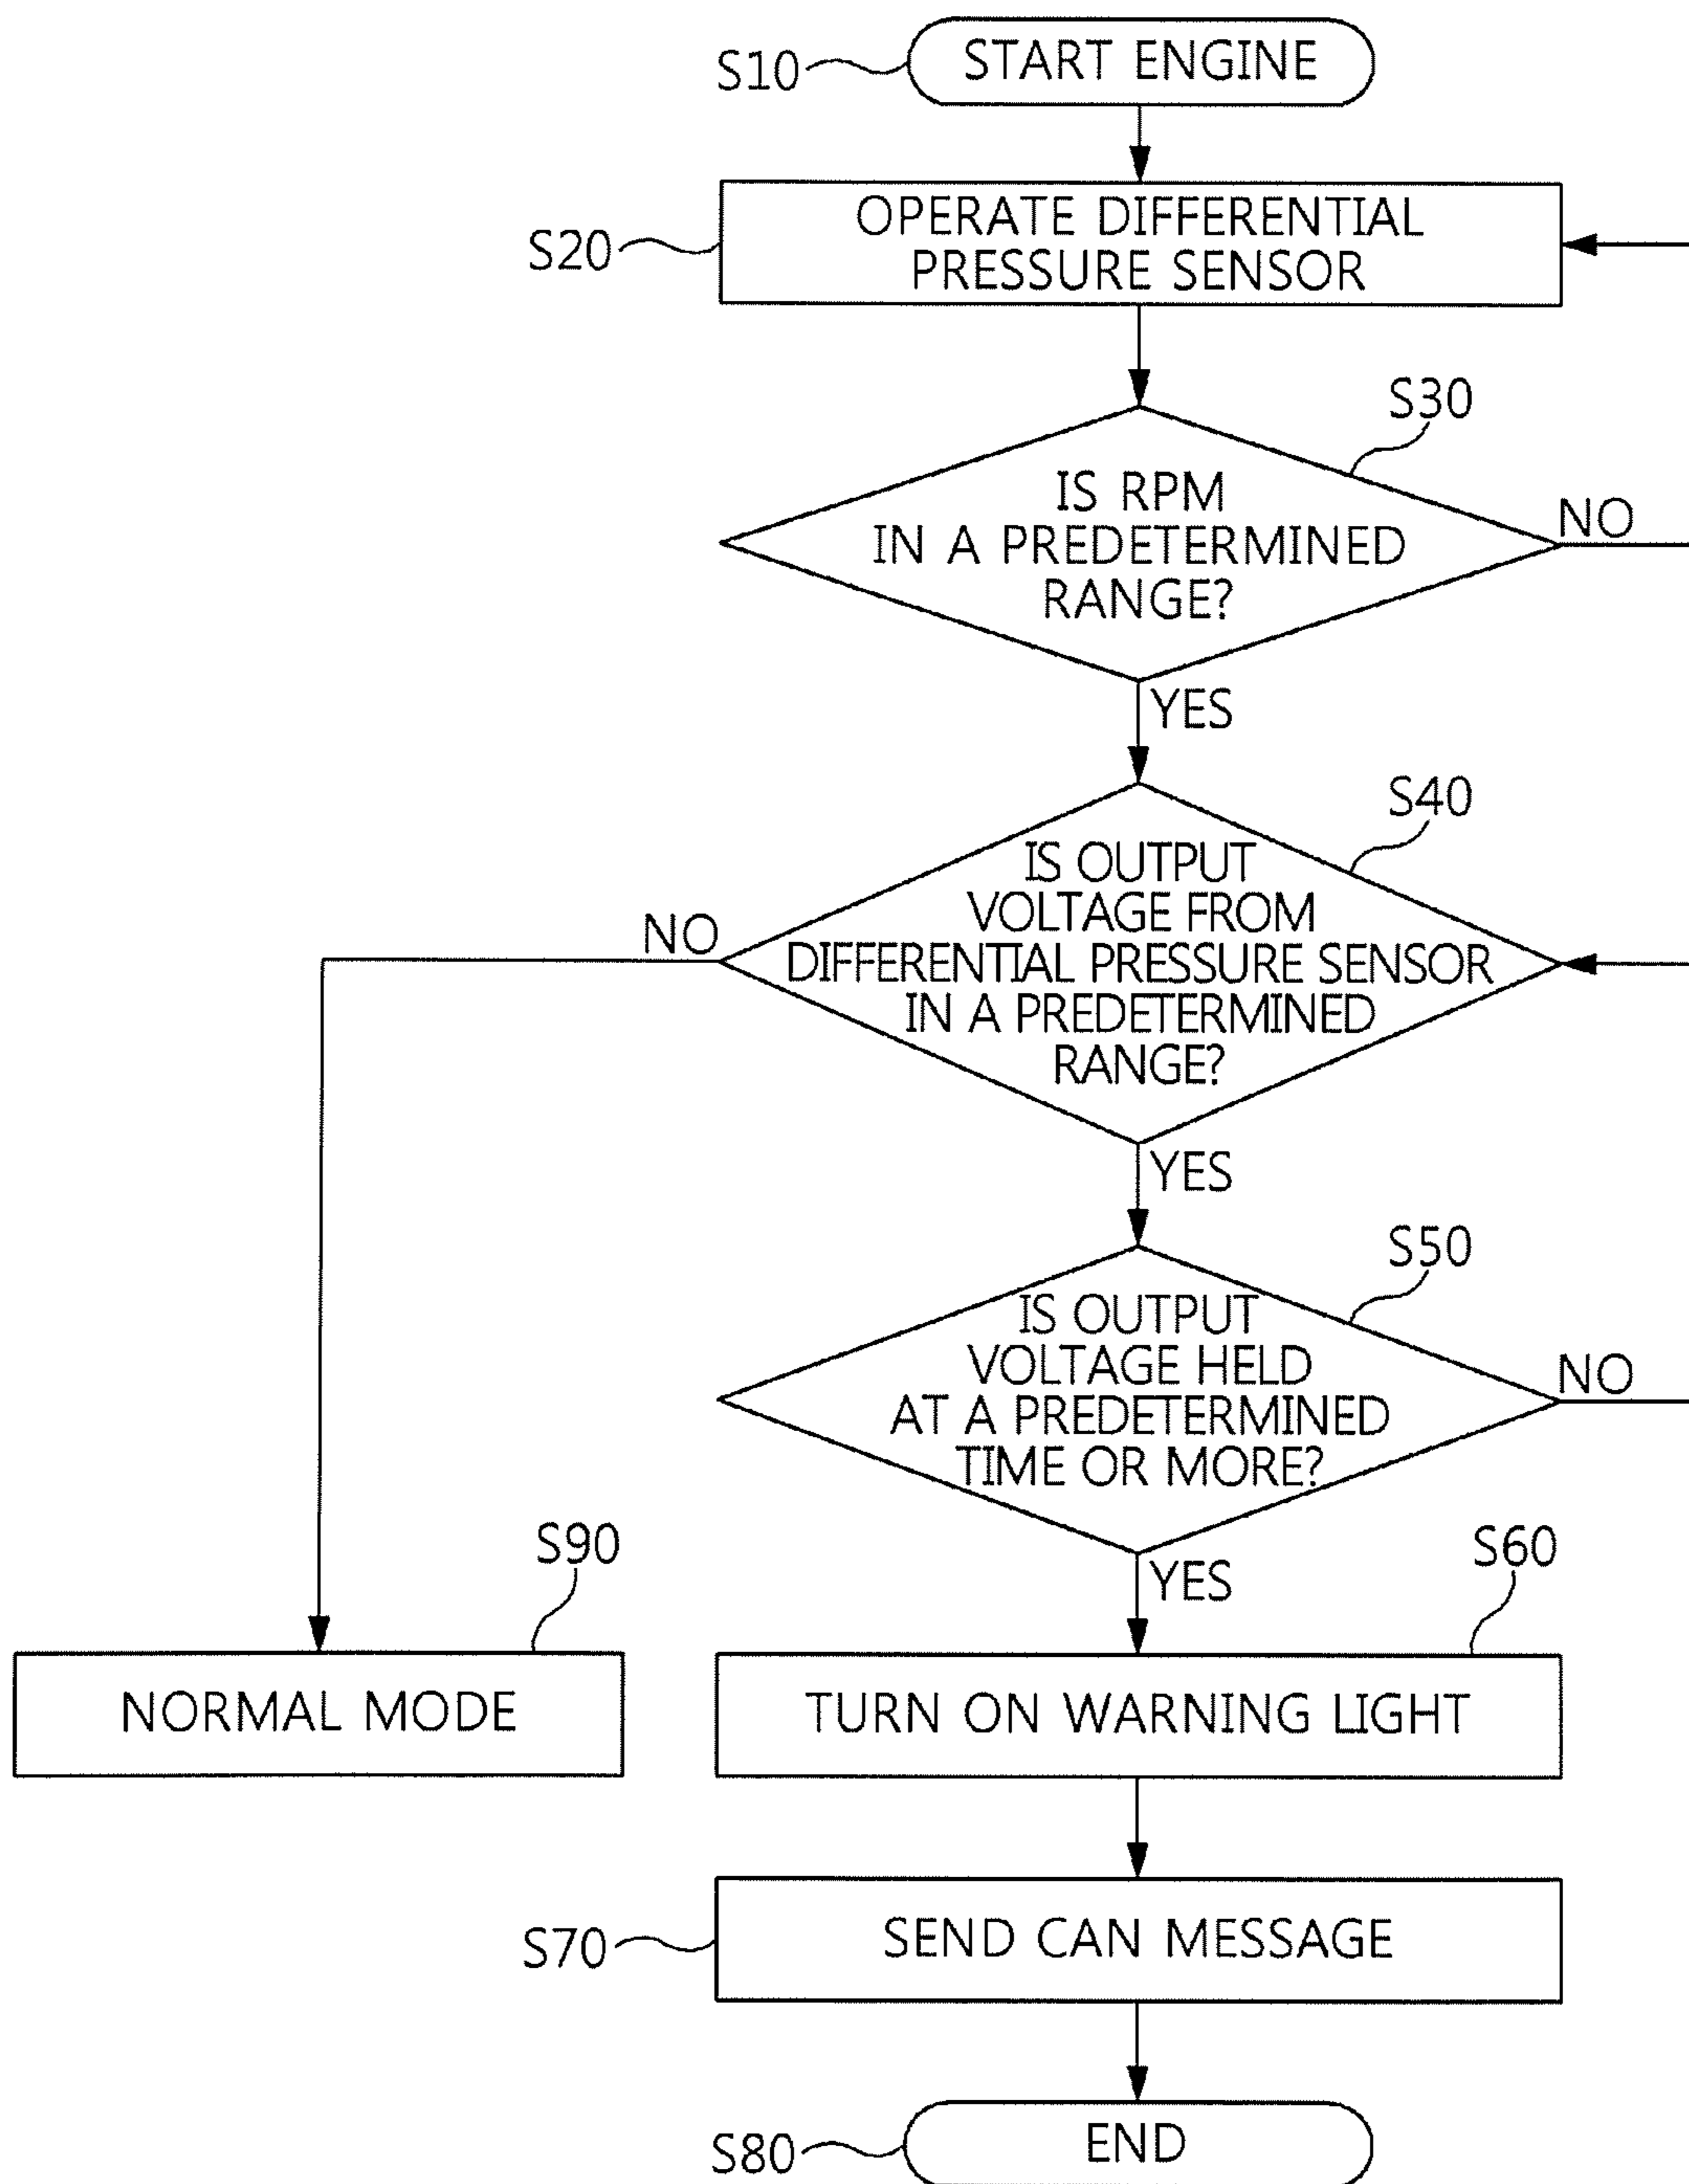 S10
START ENGINE
S20
OPERATE DIFFERENTIAL
PRESSURE SENSOR
S30
IS RPM
IN A PREDETERMINED
RANGE?
NO
YES
S40
IS OUTPUT
VOLTAGE FROM
DIFFERENTIAL PRESSURE SENSOR
IN A PREDETERMINED
RANGE?
NO
YES
S50
IS OUTPUT
VOLTAGE HELD
AT A PREDETERMINED
TIME OR MORE?
NO
YES
S90
NORMAL MODE
S60
TURN ON WARNING LIGHT
S70
SEND CAN MESSAGE
S80
END